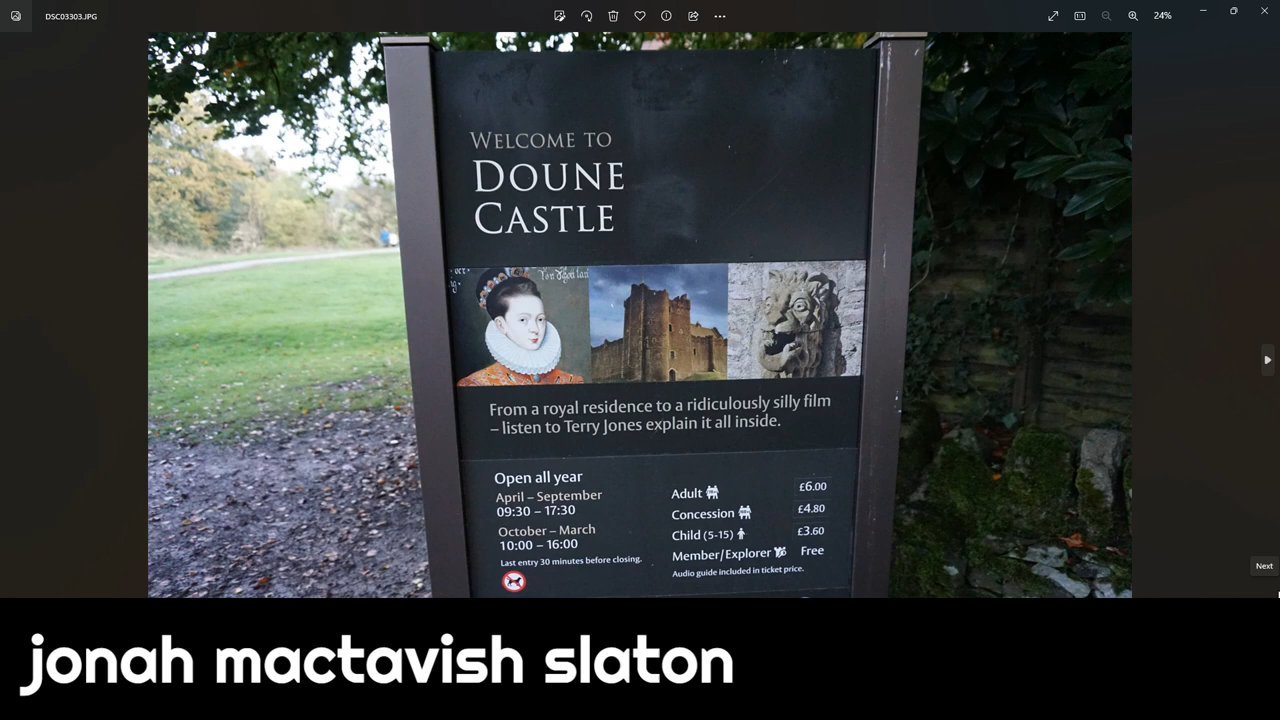 DSC03303.JPG
24%
WELCOME TO
DOUNE
CASTLE
From a royal residence to a ridiculously silly film
– listen to Terry Jones explain it all inside.
Open all year
April – September
09:30 – 17:30
October – March
10:00 – 16:00
Last entry 30 minutes before closing.
Adult £6.00
Concession £4.80
Child (5-15) £3.60
Member/Explorer Free
Audio guide included in ticket price.
Next
jonah mactavish slaton